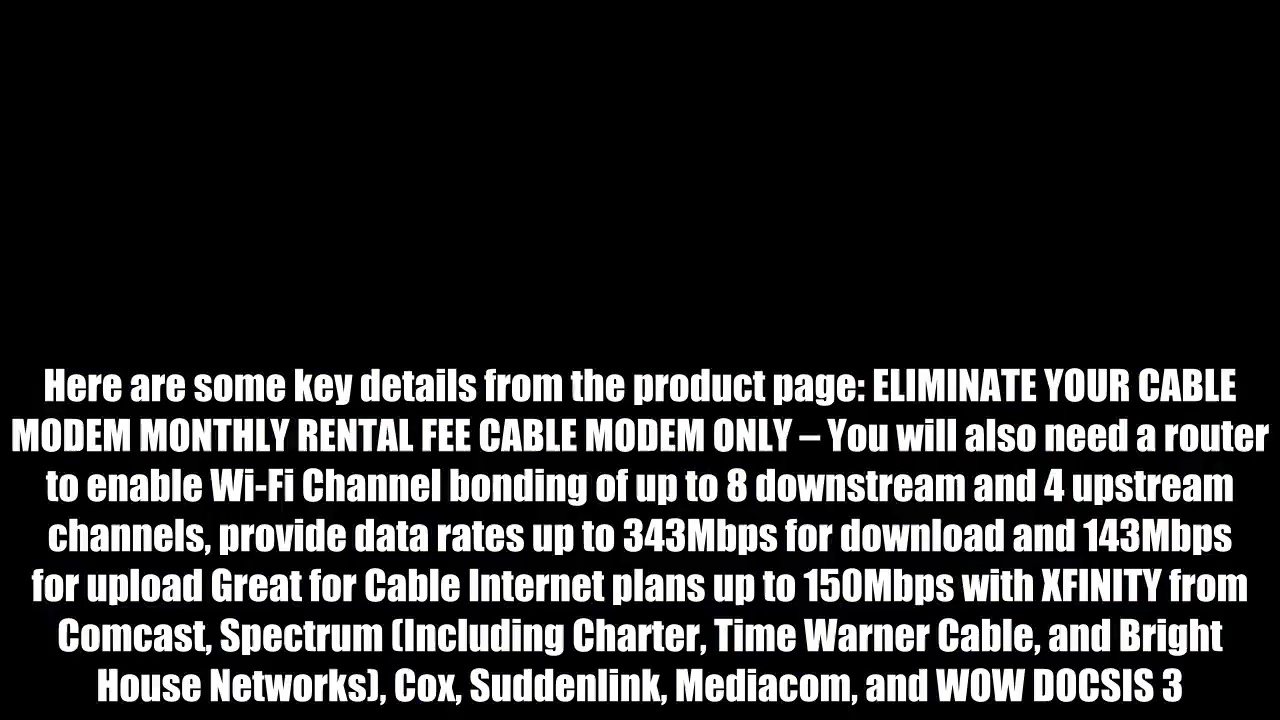 Here are some key details from the product page: ELIMINATE YOUR CABLE
MODEM MONTHLY RENTAL FEE CABLE MODEM ONLY – You will also need a router
to enable Wi-Fi Channel bonding of up to 8 downstream and 4 upstream
channels, provide data rates up to 343Mbps for download and 143Mbps
for upload Great for Cable Internet plans up to 150Mbps with XFINITY from
Comcast, Spectrum (Including Charter, Time Warner Cable, and Bright
House Networks), Cox, Suddenlink, Mediacom, and WOW DOCSIS 3